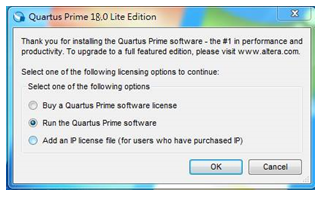 Quartus Prime 18.0 Lite Edition
Thank you for installing the Quartus Prime software - the #1 in performance and
productivity. To upgrade to a full featured edition, please visit www.altera.com.
Select one of the following licensing options to continue:
Select one of the following options
Buy a Quartus Prime software license
Run the Quartus Prime software
Add an IP license file (for users who have purchased IP)
OK Cancel